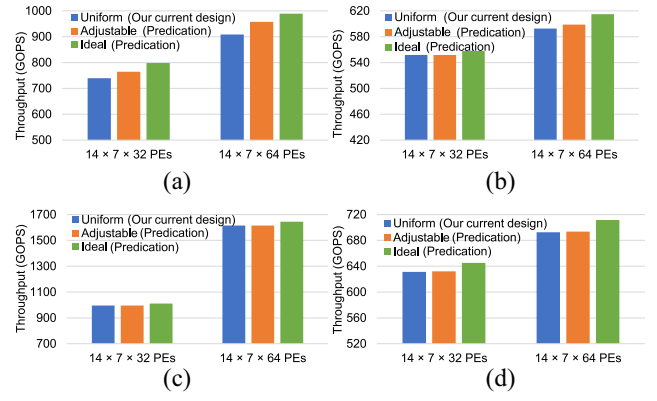 Throughput (GOPS)
1000
900
800
700
600
500
Uniform (Our current design)
Adjustable (Predication)
Ideal (Predication)
14 × 7 × 32 PEs
14 × 7 × 64 PEs
(a)
Throughput (GOPS)
620
580
540
500
460
420
Uniform (Our current design)
Adjustable (Predication)
Ideal (Predication)
14 × 7 × 32 PEs
14 × 7 × 64 PEs
(b)
Throughput (GOPS)
1700
1500
1300
1100
900
700
Uniform (Our current design)
Adjustable (Predication)
Ideal (Predication)
14 × 7 × 32 PEs
14 × 7 × 64 PEs
(c)
Throughput (GOPS)
720
680
640
600
560
520
Uniform (Our current design)
Adjustable (Predication)
Ideal (Predication)
14 × 7 × 32 PEs
14 × 7 × 64 PEs
(d)